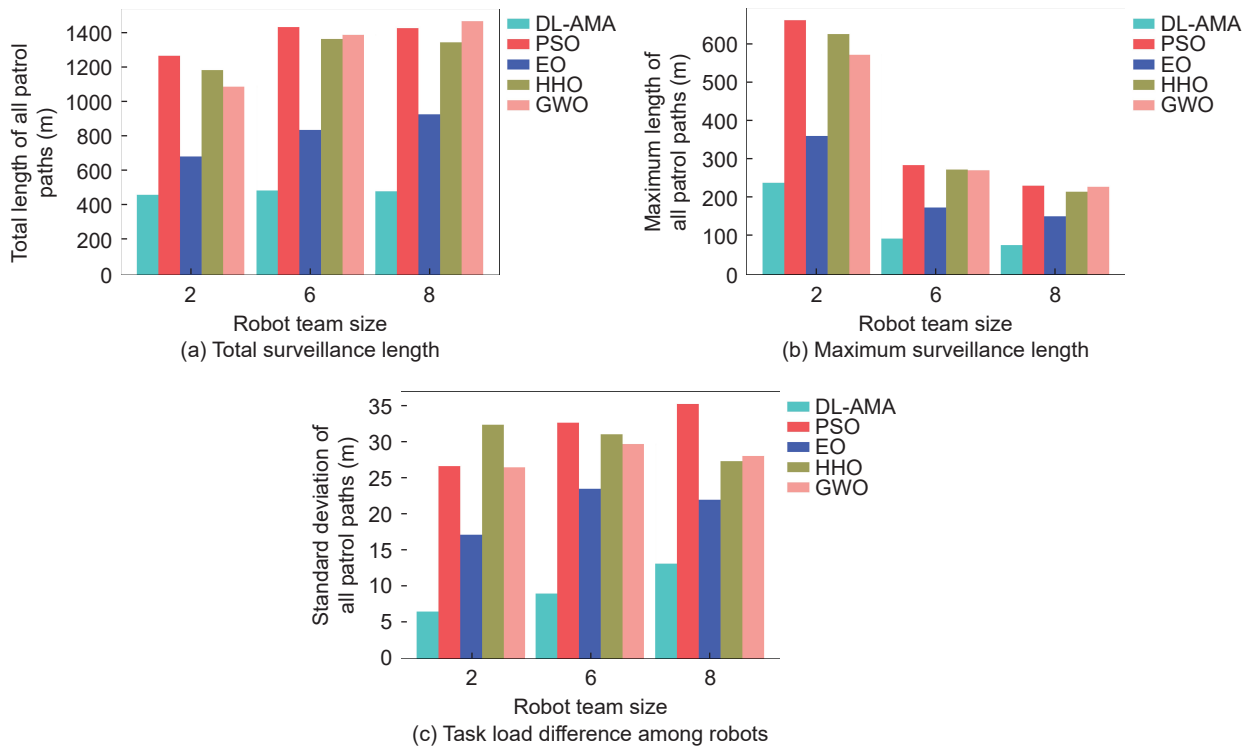 Total length of all patrol
paths (m)
1400
1200
1000
800
600
400
200
0
2
6
8
Robot team size
(a) Total surveillance length
DL-AMA
PSO
EO
HHO
GWO
Maximum length of
all patrol paths (m)
600
500
400
300
200
100
0
2
6
8
Robot team size
(b) Maximum surveillance length
DL-AMA
PSO
EO
HHO
GWO
Standard deviation of
all patrol paths (m)
35
30
25
20
15
10
5
0
2
6
8
Robot team size
(c) Task load difference among robots
DL-AMA
PSO
EO
HHO
GWO